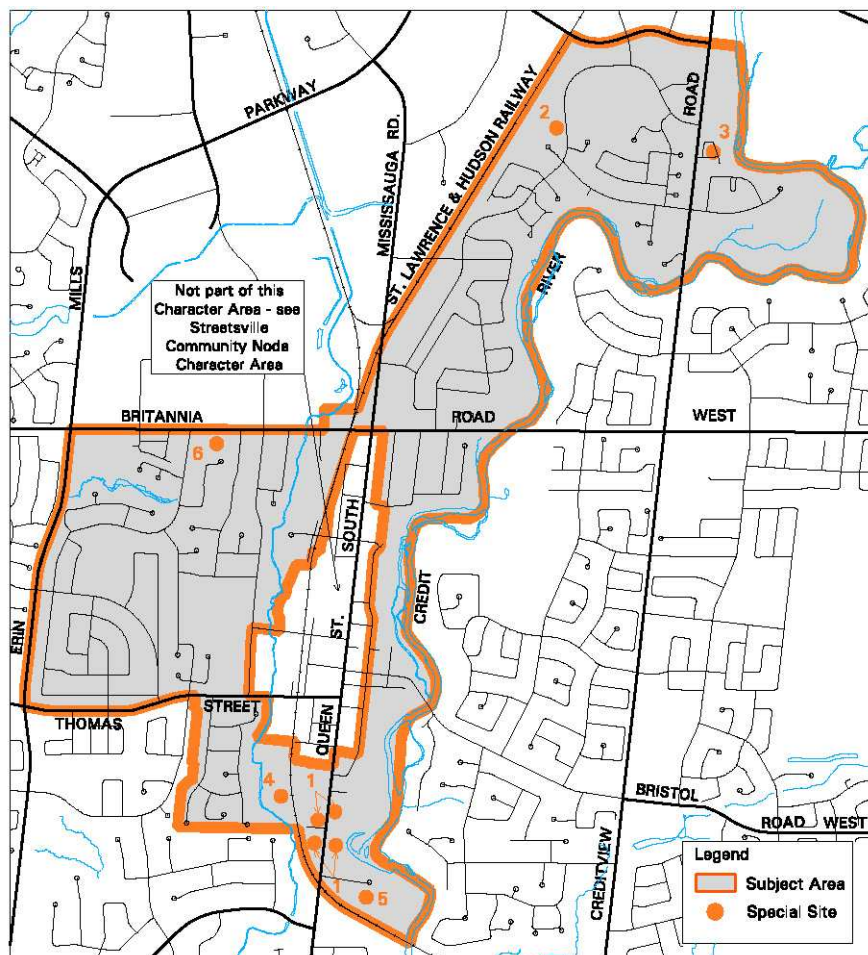 PARKWAY
MISSISSAUGA RD.
ST. LAWRENCE & HUDSON RAILWAY
ROAD
2
3
MILLS
RIVER
Not part of this
Character Area - see
Streetsville
Community Node
Character Area
BRITANNIA
ROAD
WEST
6
SOUTH
CREDIT
ST.
ERIN
THOMAS
STREET
QUEEN
4
1
BRISTOL
ROAD WEST
CREDITVIEW
1
5
Legend
Subject Area
Special Site